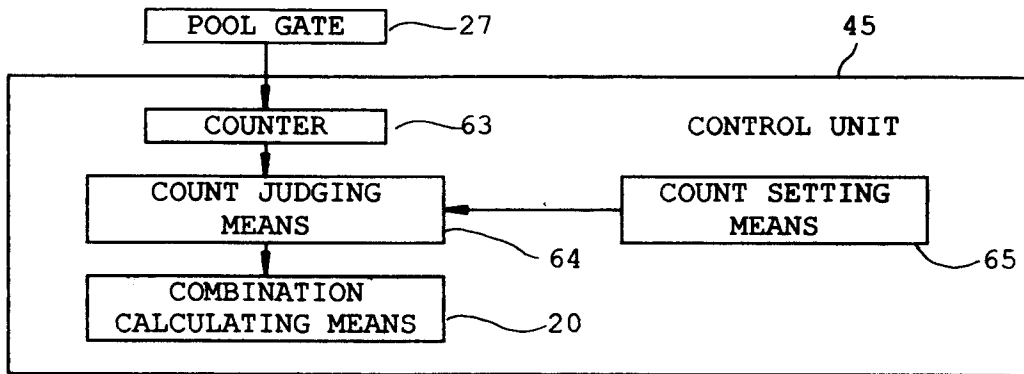 POOL GATE
27
45
COUNTER
63
CONTROL UNIT
COUNT JUDGING
MEANS
64
COUNT SETTING
MEANS
65
COMBINATION
CALCULATING MEANS
20